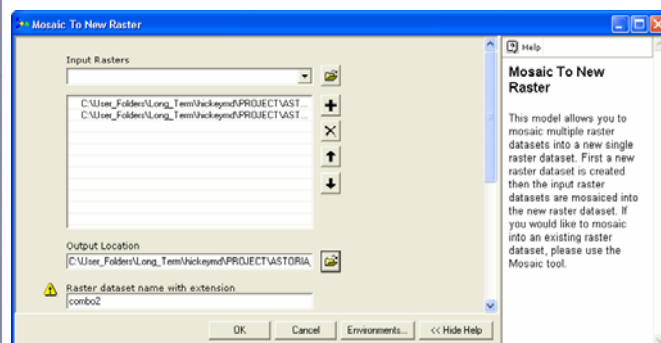 Mosaic To New Raster
Input Rasters
C:\User_Folders\Long_Term\hickeymd\PROJECT\AST...
C:\User_Folders\Long_Term\hickeymd\PROJECT\AST...
Output Location
C:\User_Folders\Long_Term\hickeymd\PROJECT\ASTORIA
Raster dataset name with extension
combo2
OK
Cancel
Environments...
<< Hide Help
Help
Mosaic To New
Raster
This model allows you to
mosaic multiple raster
datasets into a new single
raster dataset. First a new
raster dataset is created
then the input raster
datasets are mosaiced into
the new raster dataset. If
you would like to mosaic
into an existing raster
dataset, please use the
Mosaic tool.